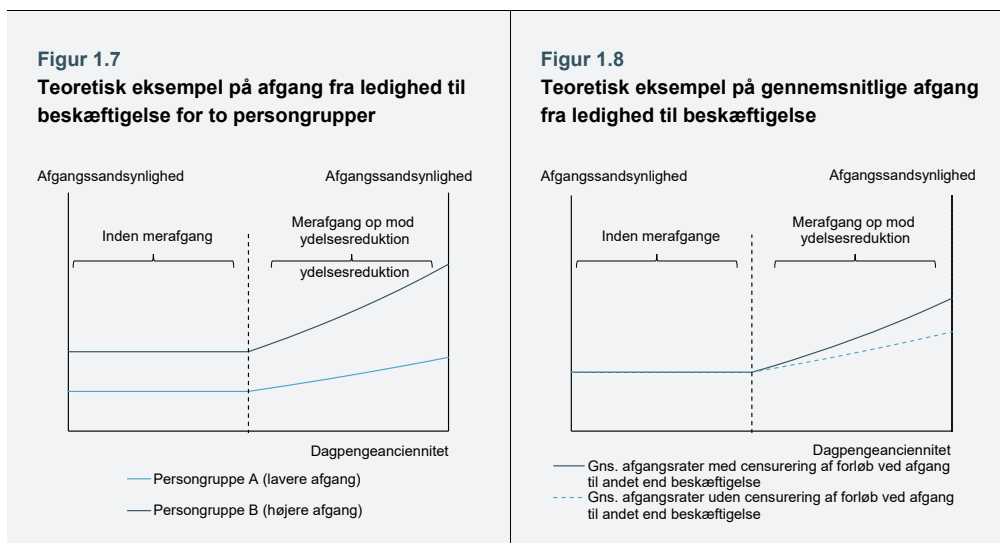 Figur 1.7
Teoretisk eksempel på afgang fra ledighed til
beskæftigelse for to persongrupper
Afgangssandsynlighed
Afgangssandsynlighed
Inden merafgang
Merafgang op mod
ydelsesreduktion
ydelsesreduktion
Dagpengeanciennitet
Persongruppe A (lavere afgang)
Persongruppe B (højere afgang)
Figur 1.8
Teoretisk eksempel på gennemsnitlige afgang
fra ledighed til beskæftigelse
Afgangssandsynlighed
Afgangssandsynlighed
Inden merafgange
Merafgang op mod
ydelsesreduktion
Dagpengeanciennitet
Gns. afgangsrater med censurering af forløb ved afgang
til andet end beskæftigelse
Gns. afgangsrater uden censurering af forløb ved afgang
til andet end beskæftigelse